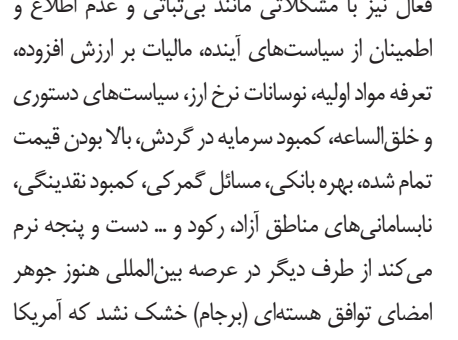 فعال نیز با مشکلاتی مانند بی‌ثباتی و عدم اطلاع و
اطمینان از سیاست‌های آینده، مالیات بر ارزش افزوده،
تعرفه مواد اولیه، نوسانات نرخ ارز، سیاست‌های دستوری
و خلق‌الساعه، کمبود سرمایه در گردش، بالا بودن قیمت
تمام شده، بهره بانکی، مسائل گمرکی، کمبود نقدینگی،
نابسامانی‌های مناطق آزاد، رکود و ... دست و پنجه نرم
می‌کند از طرف دیگر در عرصه بین‌المللی هنوز جوهر
امضای توافق هسته‌ای (برجام) خشک نشد که آمریکا